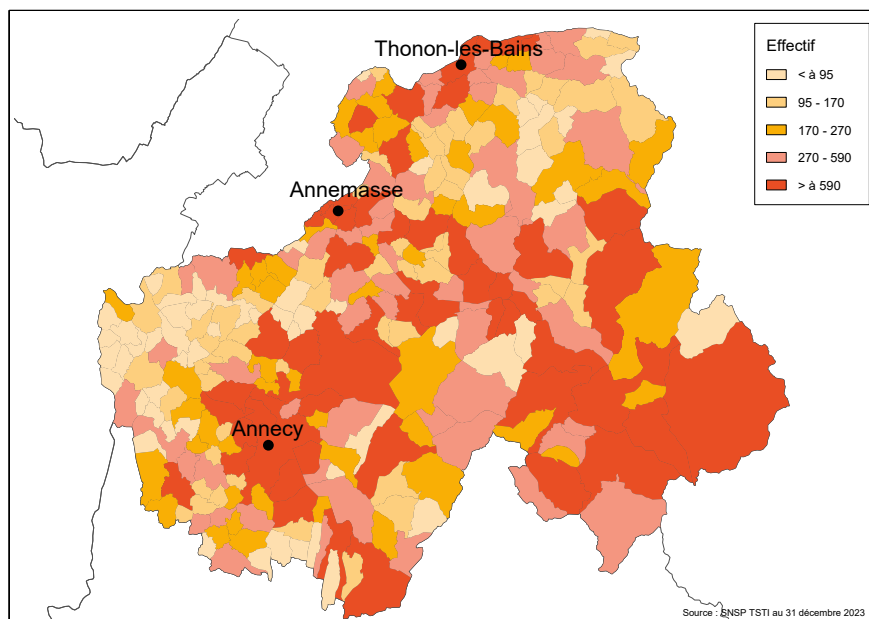 Thonon-les-Bains
Annemasse
Annecy
Effectif
< à 95
95 - 170
170 - 270
270 - 590
> à 590
Source : SNSP TSTI au 31 décembre 2023